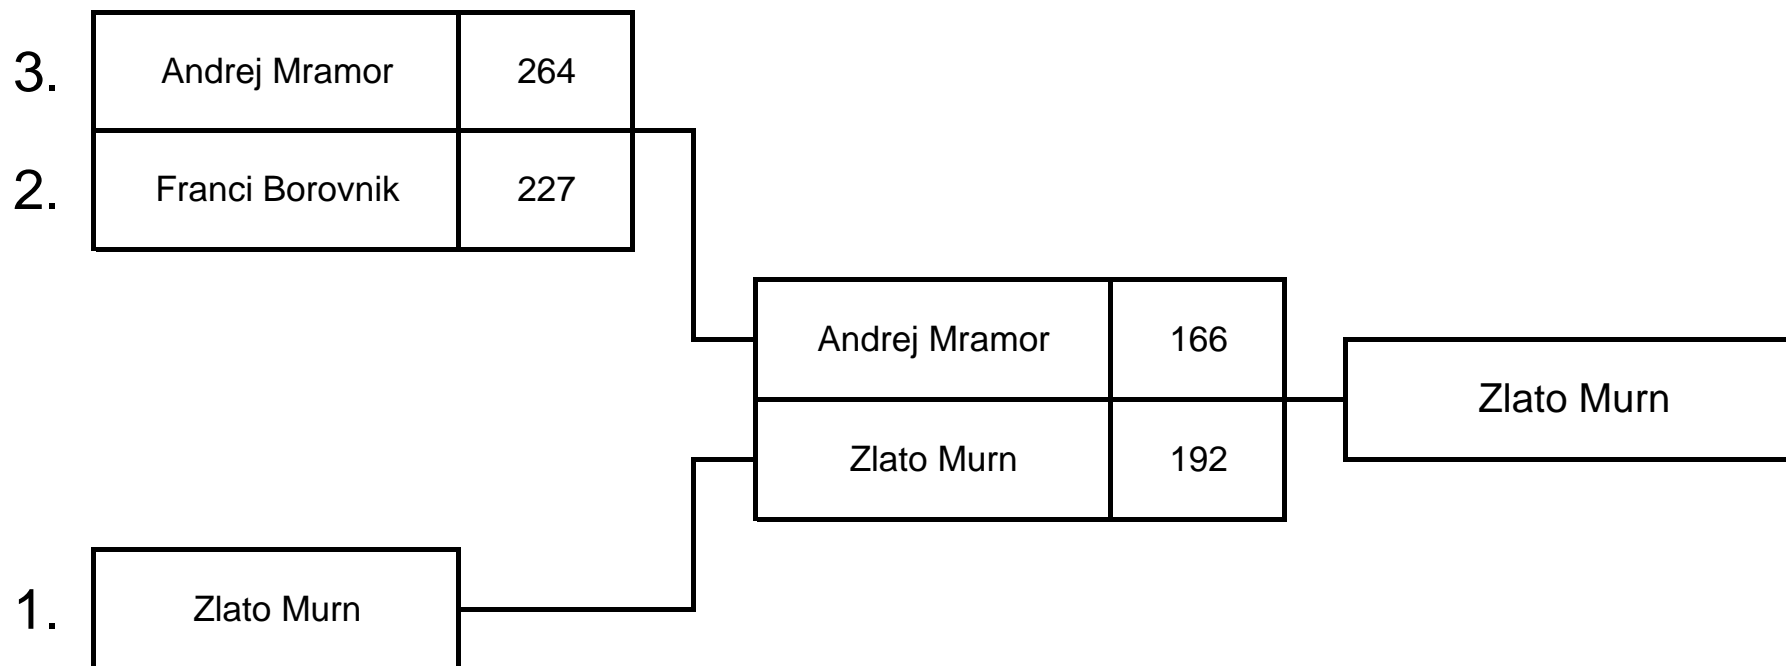 3. Andrej Mramor 264
2. Franci Borovnik 227
Andrej Mramor 166
Zlato Murn 192
Zlato Murn
1. Zlato Murn